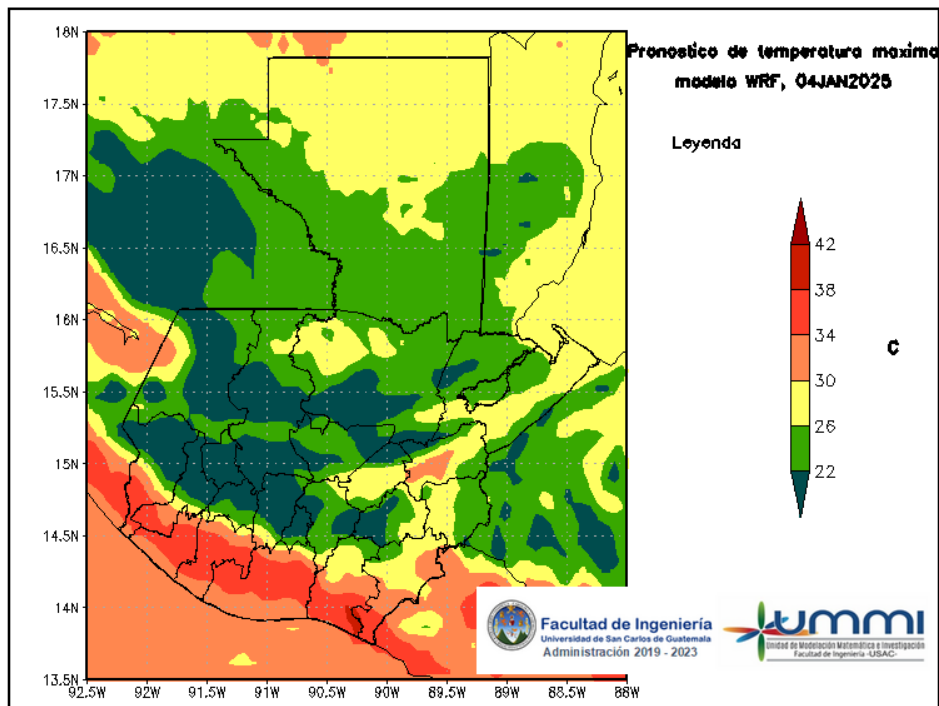 Pronostico de temperatura maxima
modelo WRF, 04JAN2025
Leyenda
42
38
34
30
26
22
C
18N
17.5N
17N
16.5N
16N
15.5N
15N
14.5N
14N
13.5N
92.5W
92W
91.5W
91W
90.5W
90W
89.5W
89W
88.5W
88W
Facultad de Ingeniería
Universidad de San Carlos de Guatemala
Administración 2019 - 2023
UMMI
Unidad de Modelación Matemática e Investigación
Facultad de Ingeniería -USAC-